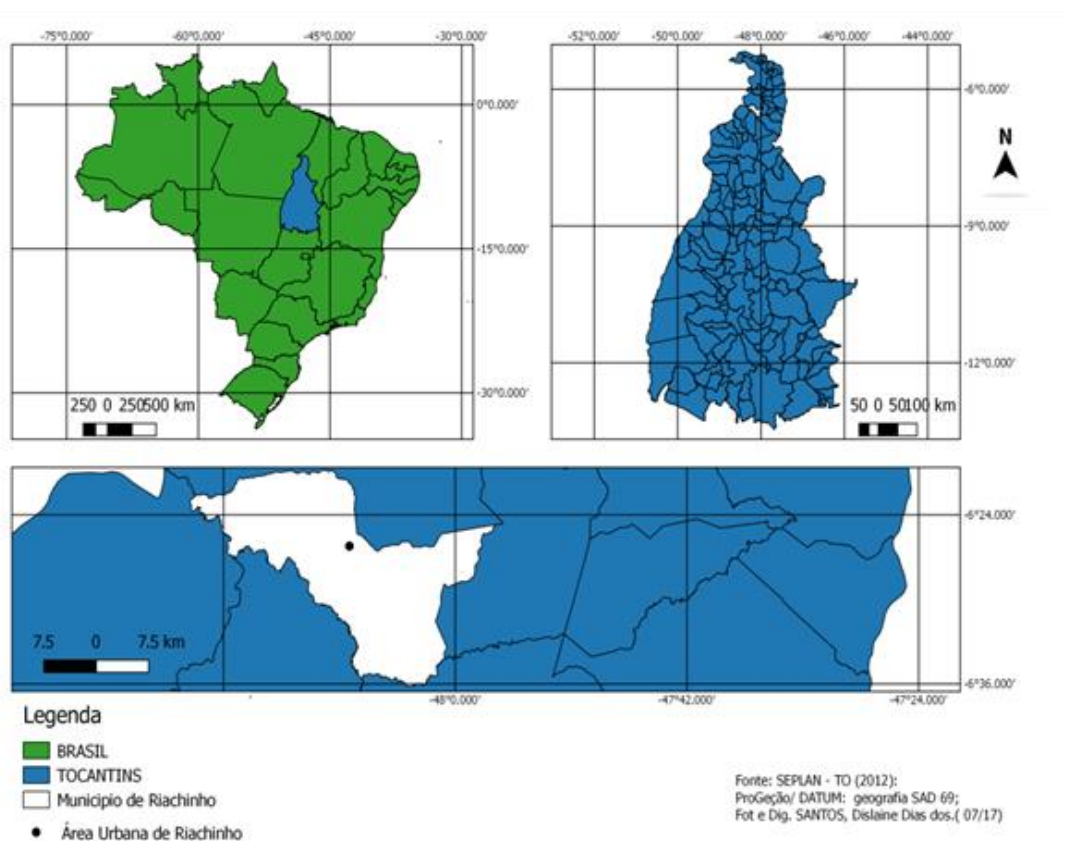 -75°0.000' -60°0.000' -45°0.000' -30°0.000'
0°0.000'
-15°0.000'
-30°0.000'
250 0 250500 km
-52°0.000' -50°0.000' -48°0.000' -46°0.000' -44°0.000'
-6°0.000'
-9°0.000'
-12°0.000'
50 0 50100 km
N
-6°24.000'
-6°36.000'
7.5 0 7.5 km
-48°0.000' -47°42.000' -47°24.000'
Legenda
BRASIL
TOCANTINS
Municipio de Riachinho
Área Urbana de Riachinho
Fonte: SEPLAN - TO (2012):
ProGeção/ DATUM: geografia SAD 69;
Fot e Dig. SANTOS, Dislaine Dias dos.( 07/17)